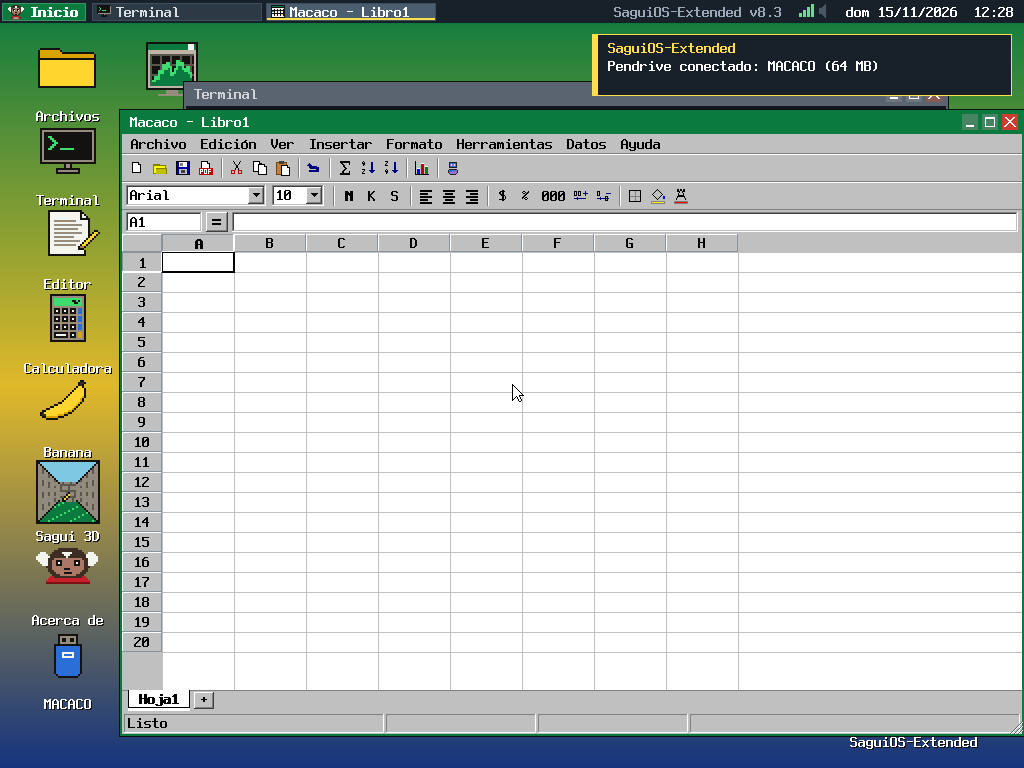 Inicio
Terminal
Macaco - Libro1
SaguiOS-Extended v8.3
dom 15/11/2026
12:28
SaguiOS-Extended
Pendrive conectado: MACACO (64 MB)
Archivos
Terminal
Editor
Calculadora
Banana
Sagui 3D
Acerca de
MACACO
Terminal
Macaco - Libro1
Archivo Edición Ver Insertar Formato Herramientas Datos Ayuda
PDF
Arial 10 N K S $ % 000
A1 =
A B C D E F G H
1
2
3
4
5
6
7
8
9
10
11
12
13
14
15
16
17
18
19
20
Hoja1 +
Listo
SaguiOS-Extended